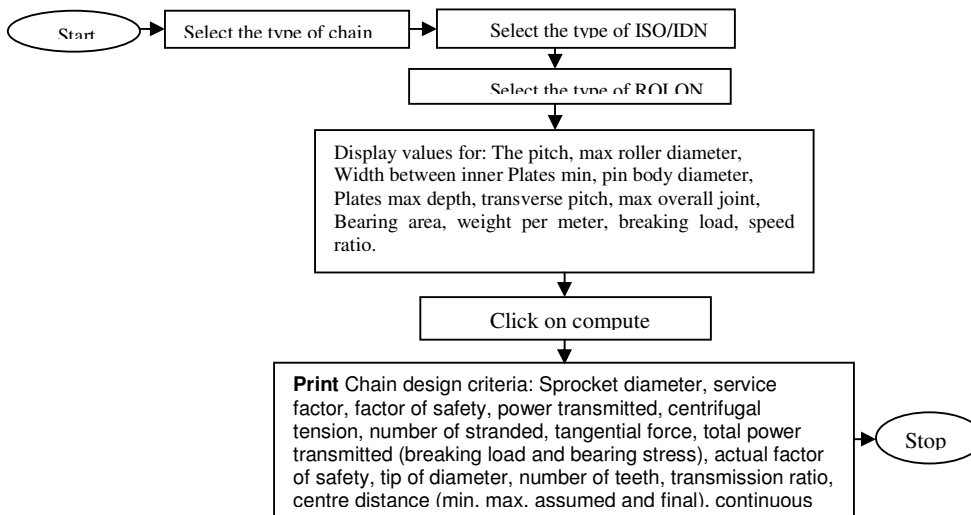 Start
Select the type of chain
Select the type of ISO/IDN
Select the type of ROLON
Display values for: The pitch, max roller diameter,
Width between inner Plates min, pin body diameter,
Plates max depth, transverse pitch, max overall joint,
Bearing area, weight per meter, breaking load, speed
ratio.
Click on compute
Print Chain design criteria: Sprocket diameter, service
factor, factor of safety, power transmitted, centrifugal
tension, number of stranded, tangential force, total power
transmitted (breaking load and bearing stress), actual factor
of safety, tip of diameter, number of teeth, transmission ratio,
centre distance (min, max, assumed and final), continuous
Stop